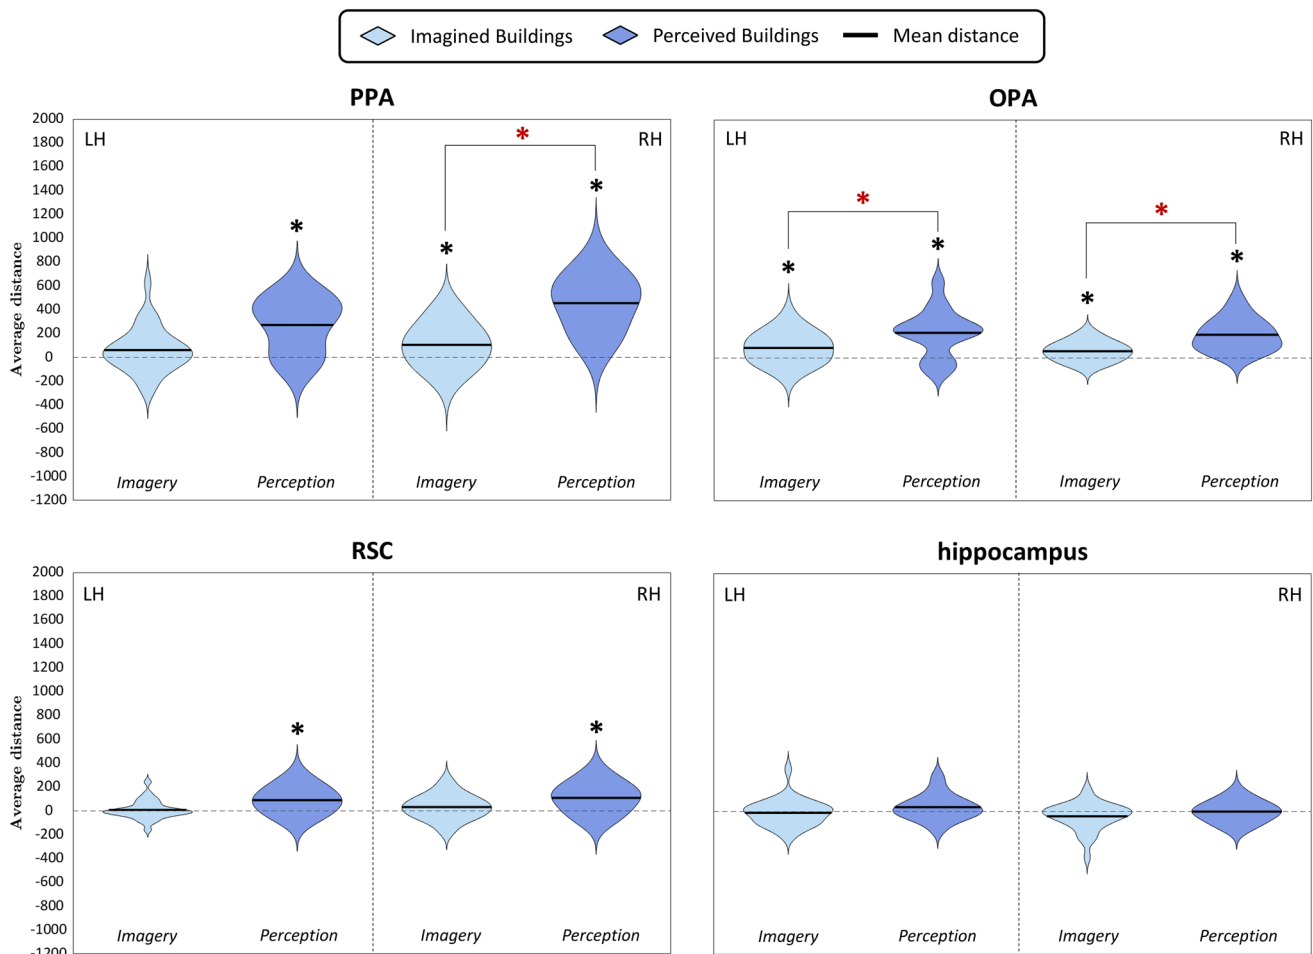 Imagined Buildings Perceived Buildings Mean distance
PPA
LH RH
* * * *
Average distance
2000
1800
1600
1400
1200
1000
800
600
400
200
0
-200
-400
-600
-800
-1000
-1200
Imagery Perception Imagery Perception
OPA
LH RH
* * * * * *
Imagery Perception Imagery Perception
RSC
LH RH
* *
Average distance
2000
1800
1600
1400
1200
1000
800
600
400
200
0
-200
-400
-600
-800
-1000
-1200
Imagery Perception Imagery Perception
hippocampus
LH RH
Imagery Perception Imagery Perception